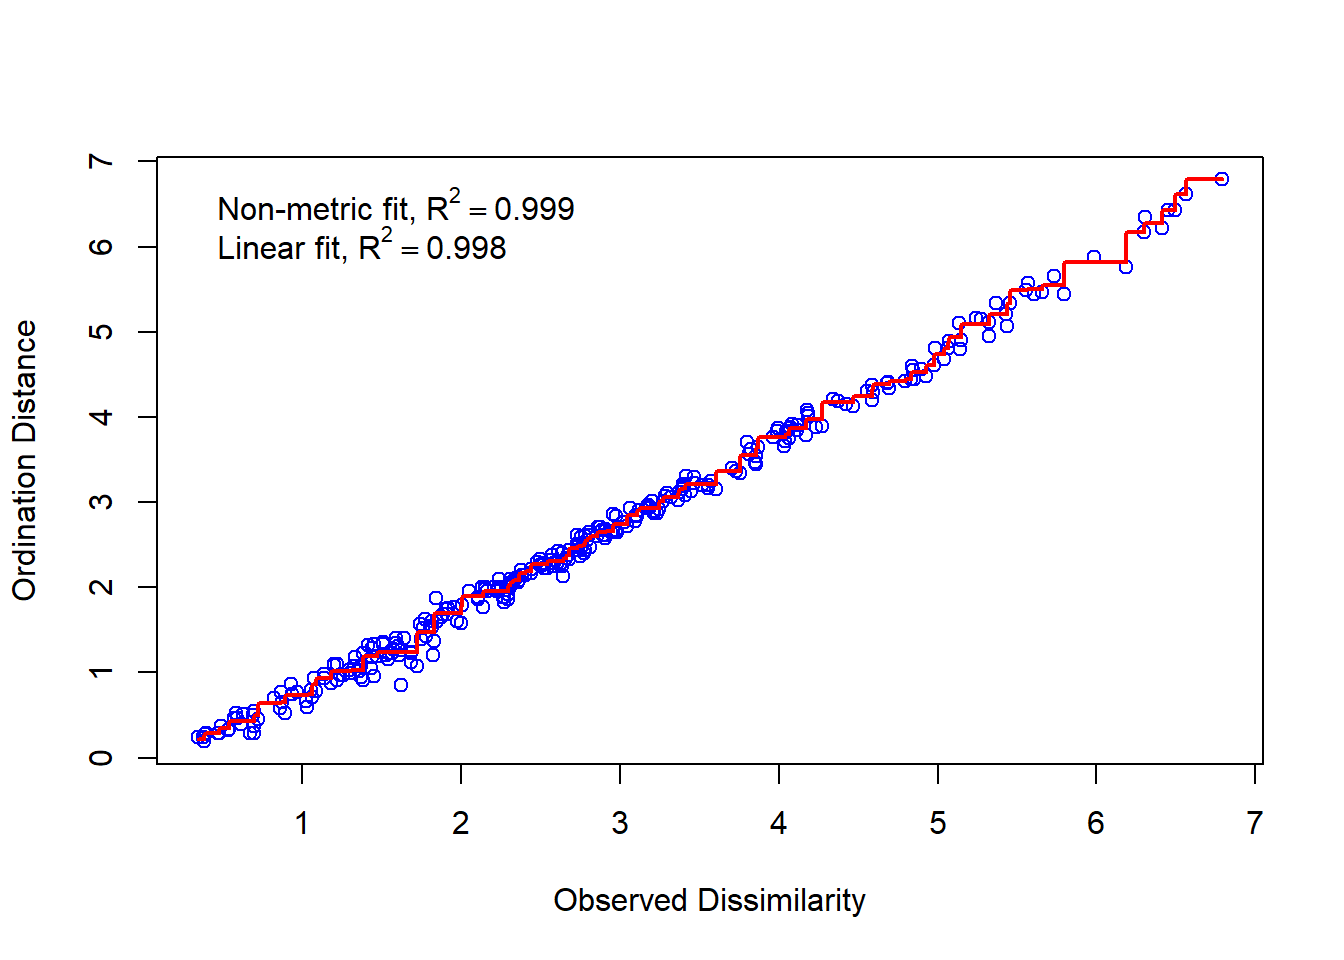 Non-metric fit, R² = 0.999
Linear fit, R² = 0.998
Ordination Distance
0
1
2
3
4
5
6
7
1 2 3 4 5 6 7
Observed Dissimilarity